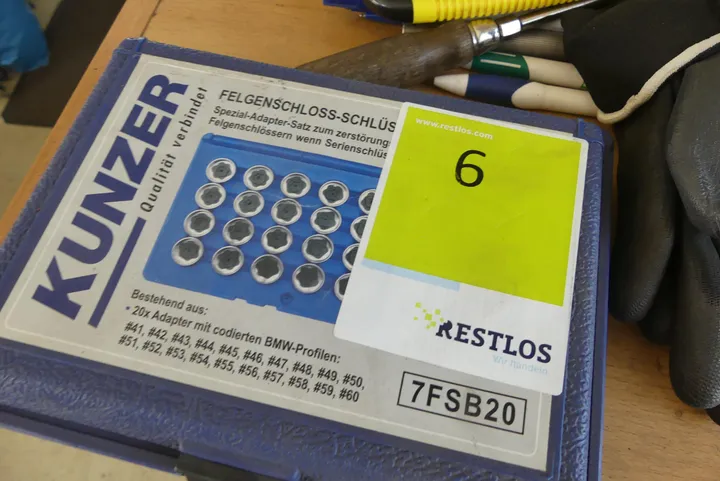 KUNZER
Qualität verbindet
FELGENSCHLOSS-SCHLÜS
Spezial-Adapter-Satz zum zerstörung
Felgenschlössern wenn Serienschlüs
Bestehend aus:
* 20x Adapter mit codierten BMW-Profilen:
#41, #42, #43, #44, #45, #46, #47, #48, #49, #50,
#51, #52, #53, #54, #55, #56, #57, #58, #59, #60
7FSB20
www.restlos.com
6
RESTLOS
Wir handeln